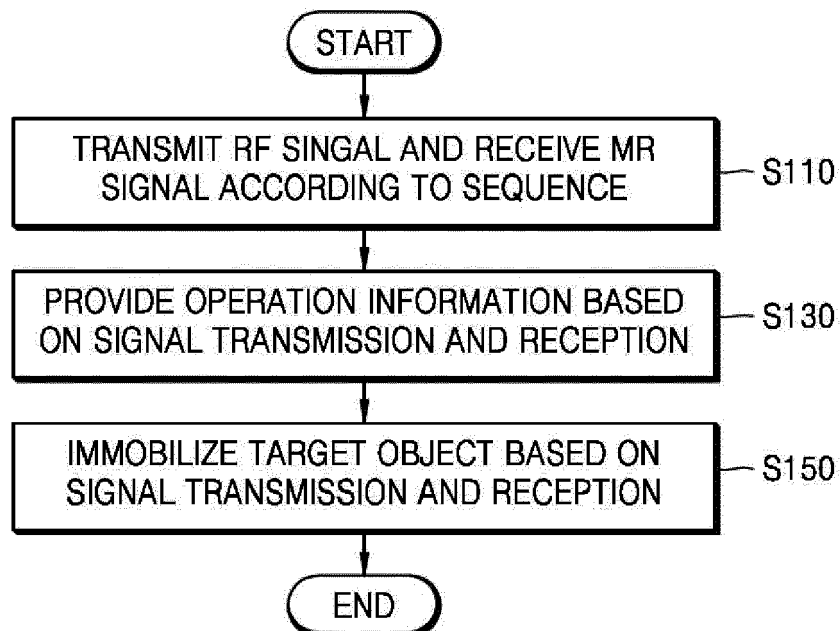 START
TRANSMIT RF SINGAL AND RECEIVE MR
SIGNAL ACCORDING TO SEQUENCE
S110
PROVIDE OPERATION INFORMATION BASED
ON SIGNAL TRANSMISSION AND RECEPTION
S130
IMMOBILIZE TARGET OBJECT BASED ON
SIGNAL TRANSMISSION AND RECEPTION
S150
END